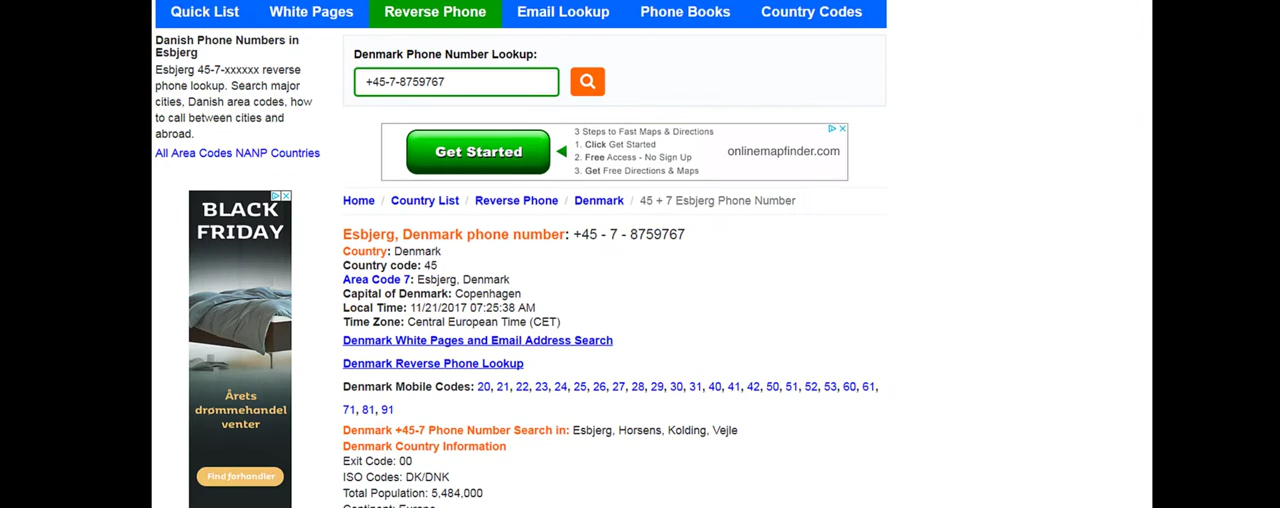 Quick List White Pages Reverse Phone Email Lookup Phone Books Country Codes
Danish Phone Numbers in
Esbjerg
Esbjerg 45-7-xxxxxx reverse
phone lookup. Search major
cities, Danish area codes, how
to call between cities and
abroad.
All Area Codes NANP Countries
BLACK
FRIDAY
Årets
drømmehandel
venter
Find forhandler
Denmark Phone Number Lookup:
+45-7-8759767
Get Started
3 Steps to Fast Maps & Directions
1. Click Get Started
2. Free Access - No Sign Up
3. Get Free Directions & Maps
onlinemapfinder.com
Home / Country List / Reverse Phone / Denmark / 45 + 7 Esbjerg Phone Number
Esbjerg, Denmark phone number: +45 - 7 - 8759767
Country: Denmark
Country code: 45
Area Code 7: Esbjerg, Denmark
Capital of Denmark: Copenhagen
Local Time: 11/21/2017 07:25:38 AM
Time Zone: Central European Time (CET)
Denmark White Pages and Email Address Search
Denmark Reverse Phone Lookup
Denmark Mobile Codes: 20, 21, 22, 23, 24, 25, 26, 27, 28, 29, 30, 31, 40, 41, 42, 50, 51, 52, 53, 60, 61,
71, 81, 91
Denmark +45-7 Phone Number Search in: Esbjerg, Horsens, Kolding, Vejle
Denmark Country Information
Exit Code: 00
ISO Codes: DK/DNK
Total Population: 5,484,000
Continent: Europe